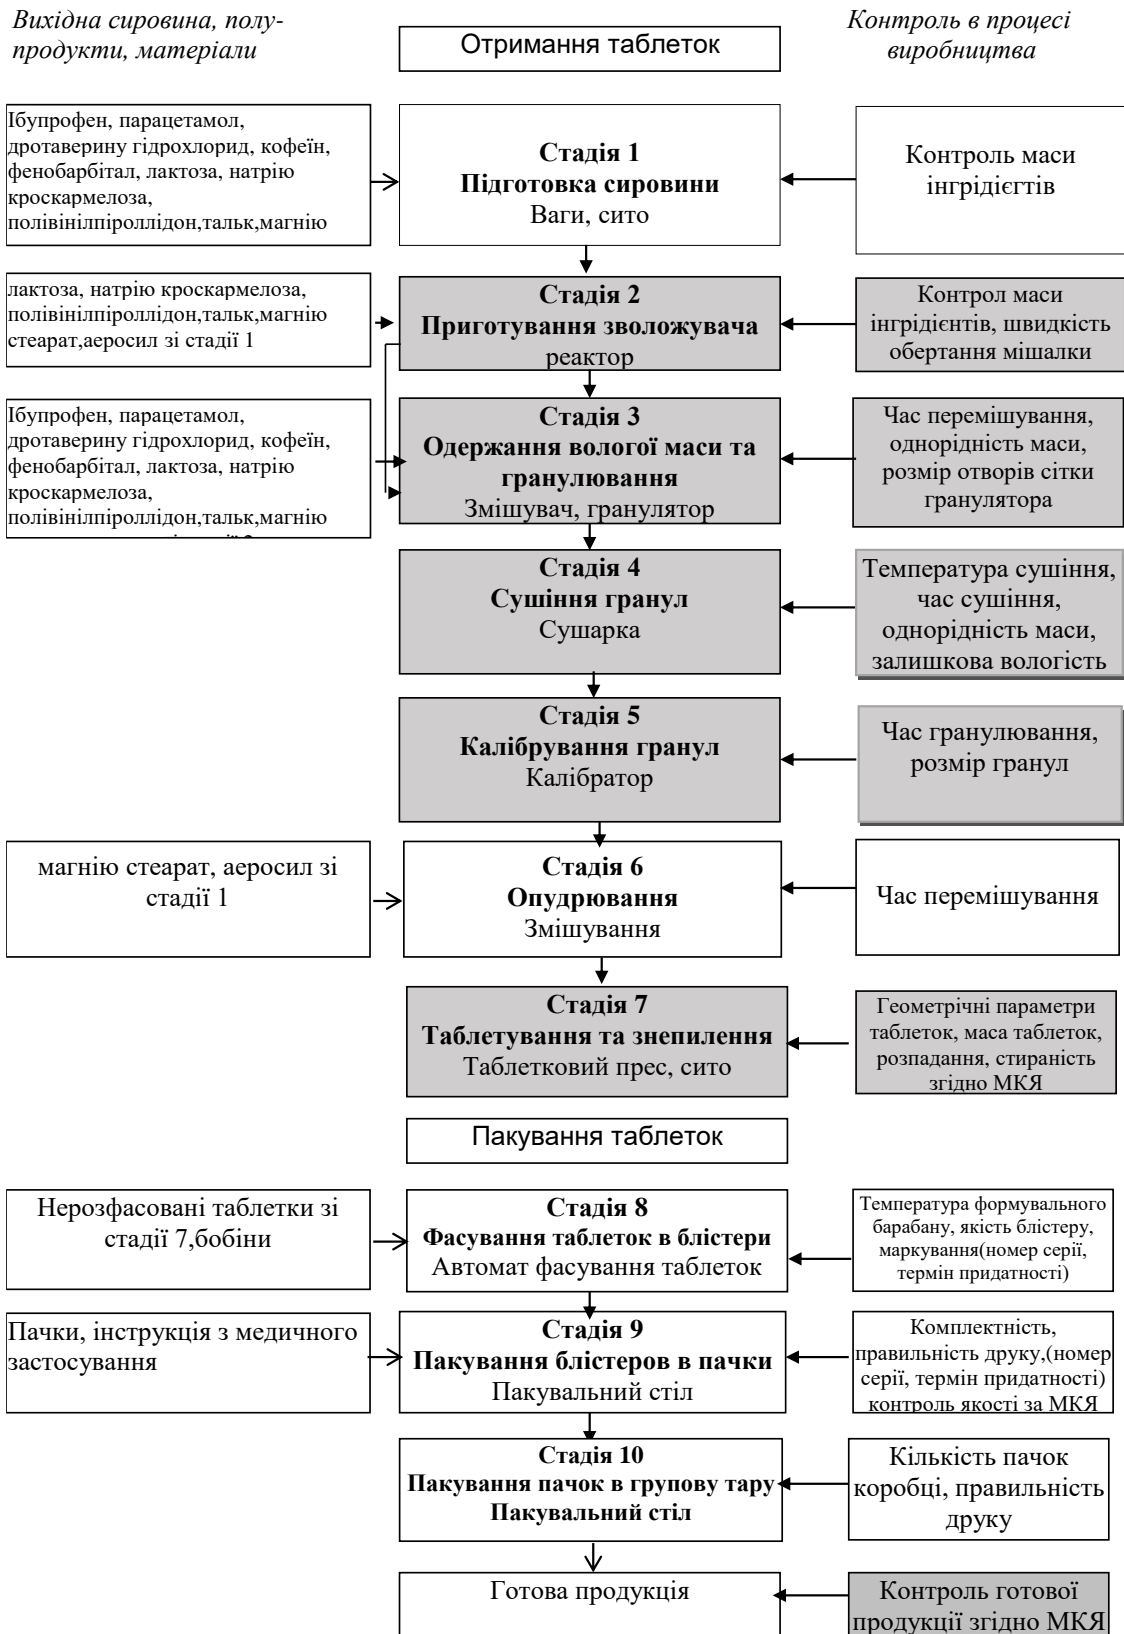 Вихідна сировина, полу-
продукти, матеріали
Отримання таблеток
Контроль в процесі
виробництва
Ібупрофен, парацетамол,
дротаверину гідрохлорид, кофеїн,
фенобарбітал, лактоза, натрію
кроскармелоза,
полівінілпіроллідон,тальк,магнію
Стадія 1
Підготовка сировини
Ваги, сито
Контроль маси
інгрідієгтів
лактоза, натрію кроскармелоза,
полівінілпіроллідон,тальк,магнію
стеарат,аеросил зі стадії 1
Стадія 2
Приготування зволожувача
реактор
Контрол маси
інгрідієнтів, швидкість
обертання мішалки
Ібупрофен, парацетамол,
дротаверину гідрохлорид, кофеїн,
фенобарбітал, лактоза, натрію
кроскармелоза,
полівінілпіроллідон,тальк,магнію
Стадія 3
Одержання вологої маси та
гранулювання
Змішувач, гранулятор
Час перемішування,
однорідність маси,
розмір отворів сітки
гранулятора
Стадія 4
Сушіння гранул
Сушарка
Температура сушіння,
час сушіння,
однорідність маси,
залишкова вологість
Стадія 5
Калібрування гранул
Калібратор
Час гранулювання,
розмір гранул
магнію стеарат, аеросил зі
стадії 1
Стадія 6
Опудрювання
Змішування
Час перемішування
Стадія 7
Таблетування та знепилення
Таблетковий прес, сито
Геометрічні параметри
таблеток, маса таблеток,
розпадання, стираність
згідно МКЯ
Пакування таблеток
Нерозфасовані таблетки зі
стадії 7,бобіни
Стадія 8
Фасування таблеток в блістери
Автомат фасування таблеток
Температура формувального
барабану, якість блістеру,
маркування(номер серії,
термін придатності)
Пачки, інструкція з медичного
застосування
Стадія 9
Пакування блістеров в пачки
Пакувальний стіл
Комплектність,
правильність друку,(номер
серії, термін придатності)
контроль якості за МКЯ
Стадія 10
Пакування пачок в групову тару
Пакувальний стіл
Кількість пачок
коробці, правильність
друку
Готова продукція
Контроль готової
продукції згідно МКЯ